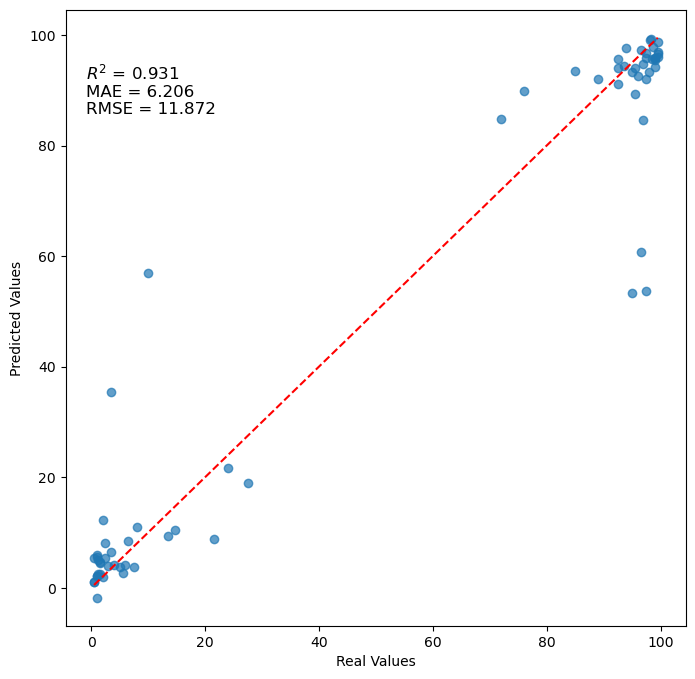 100
80
60
40
20
0
Predicted Values
R² = 0.931
MAE = 6.206
RMSE = 11.872
0 20 40 60 80 100
Real Values